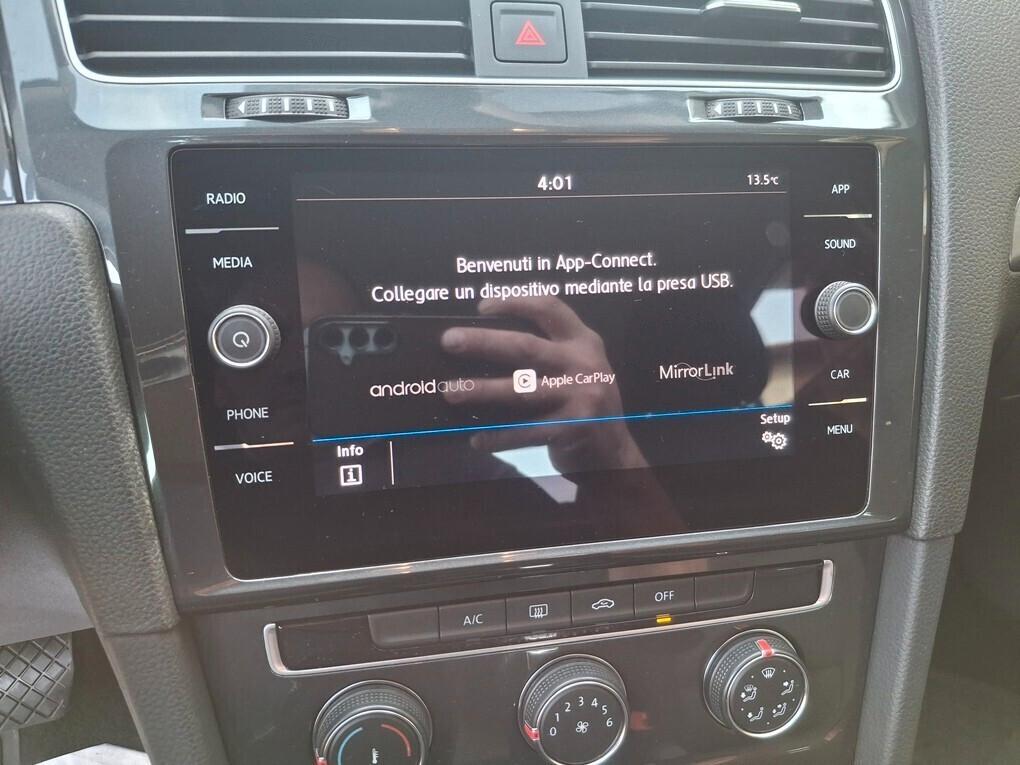 RADIO
MEDIA
PHONE
VOICE
4:01
13.5°C
Benvenuti in App-Connect.
Collegare un dispositivo mediante la presa USB.
androidauto
Apple CarPlay
MirrorLink
Info
i
Setup
APP
SOUND
CAR
MENU
A/C
OFF
0 1 2 3 4 5 6